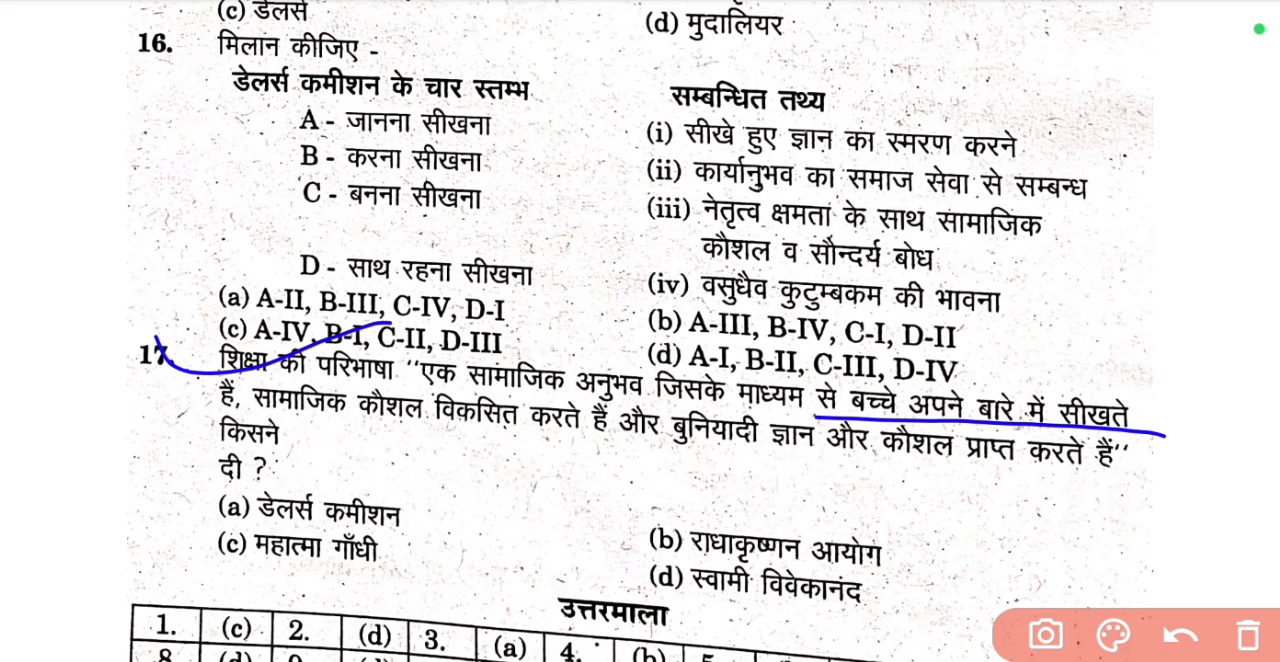 (c) डेलर्स
(d) मुदालियर
16. मिलान कीजिए -
डेलर्स कमीशन के चार स्तम्भ
सम्बन्धित तथ्य
A - जानना सीखना
(i) सीखे हुए ज्ञान का स्मरण करने
B - करना सीखना
(ii) कार्यानुभव का समाज सेवा से सम्बन्ध
C - बनना सीखना
(iii) नेतृत्व क्षमता के साथ सामाजिक
कौशल व सौन्दर्य बोध
D - साथ रहना सीखना
(iv) वसुधैव कुटुम्बकम की भावना
(a) A-II, B-III, C-IV, D-I
(b) A-III, B-IV, C-I, D-II
(c) A-IV, B-I, C-II, D-III
(d) A-I, B-II, C-III, D-IV
17. शिक्षा की परिभाषा "एक सामाजिक अनुभव जिसके माध्यम से बच्चे अपने बारे में सीखते
हैं, सामाजिक कौशल विकसित करते हैं और बुनियादी ज्ञान और कौशल प्राप्त करते हैं"
किसने
दी ?
(a) डेलर्स कमीशन
(b) राधाकृष्णन आयोग
(c) महात्मा गाँधी
(d) स्वामी विवेकानंद
उत्तरमाला
1. (c) 2. (d) 3. (a) 4. (b)